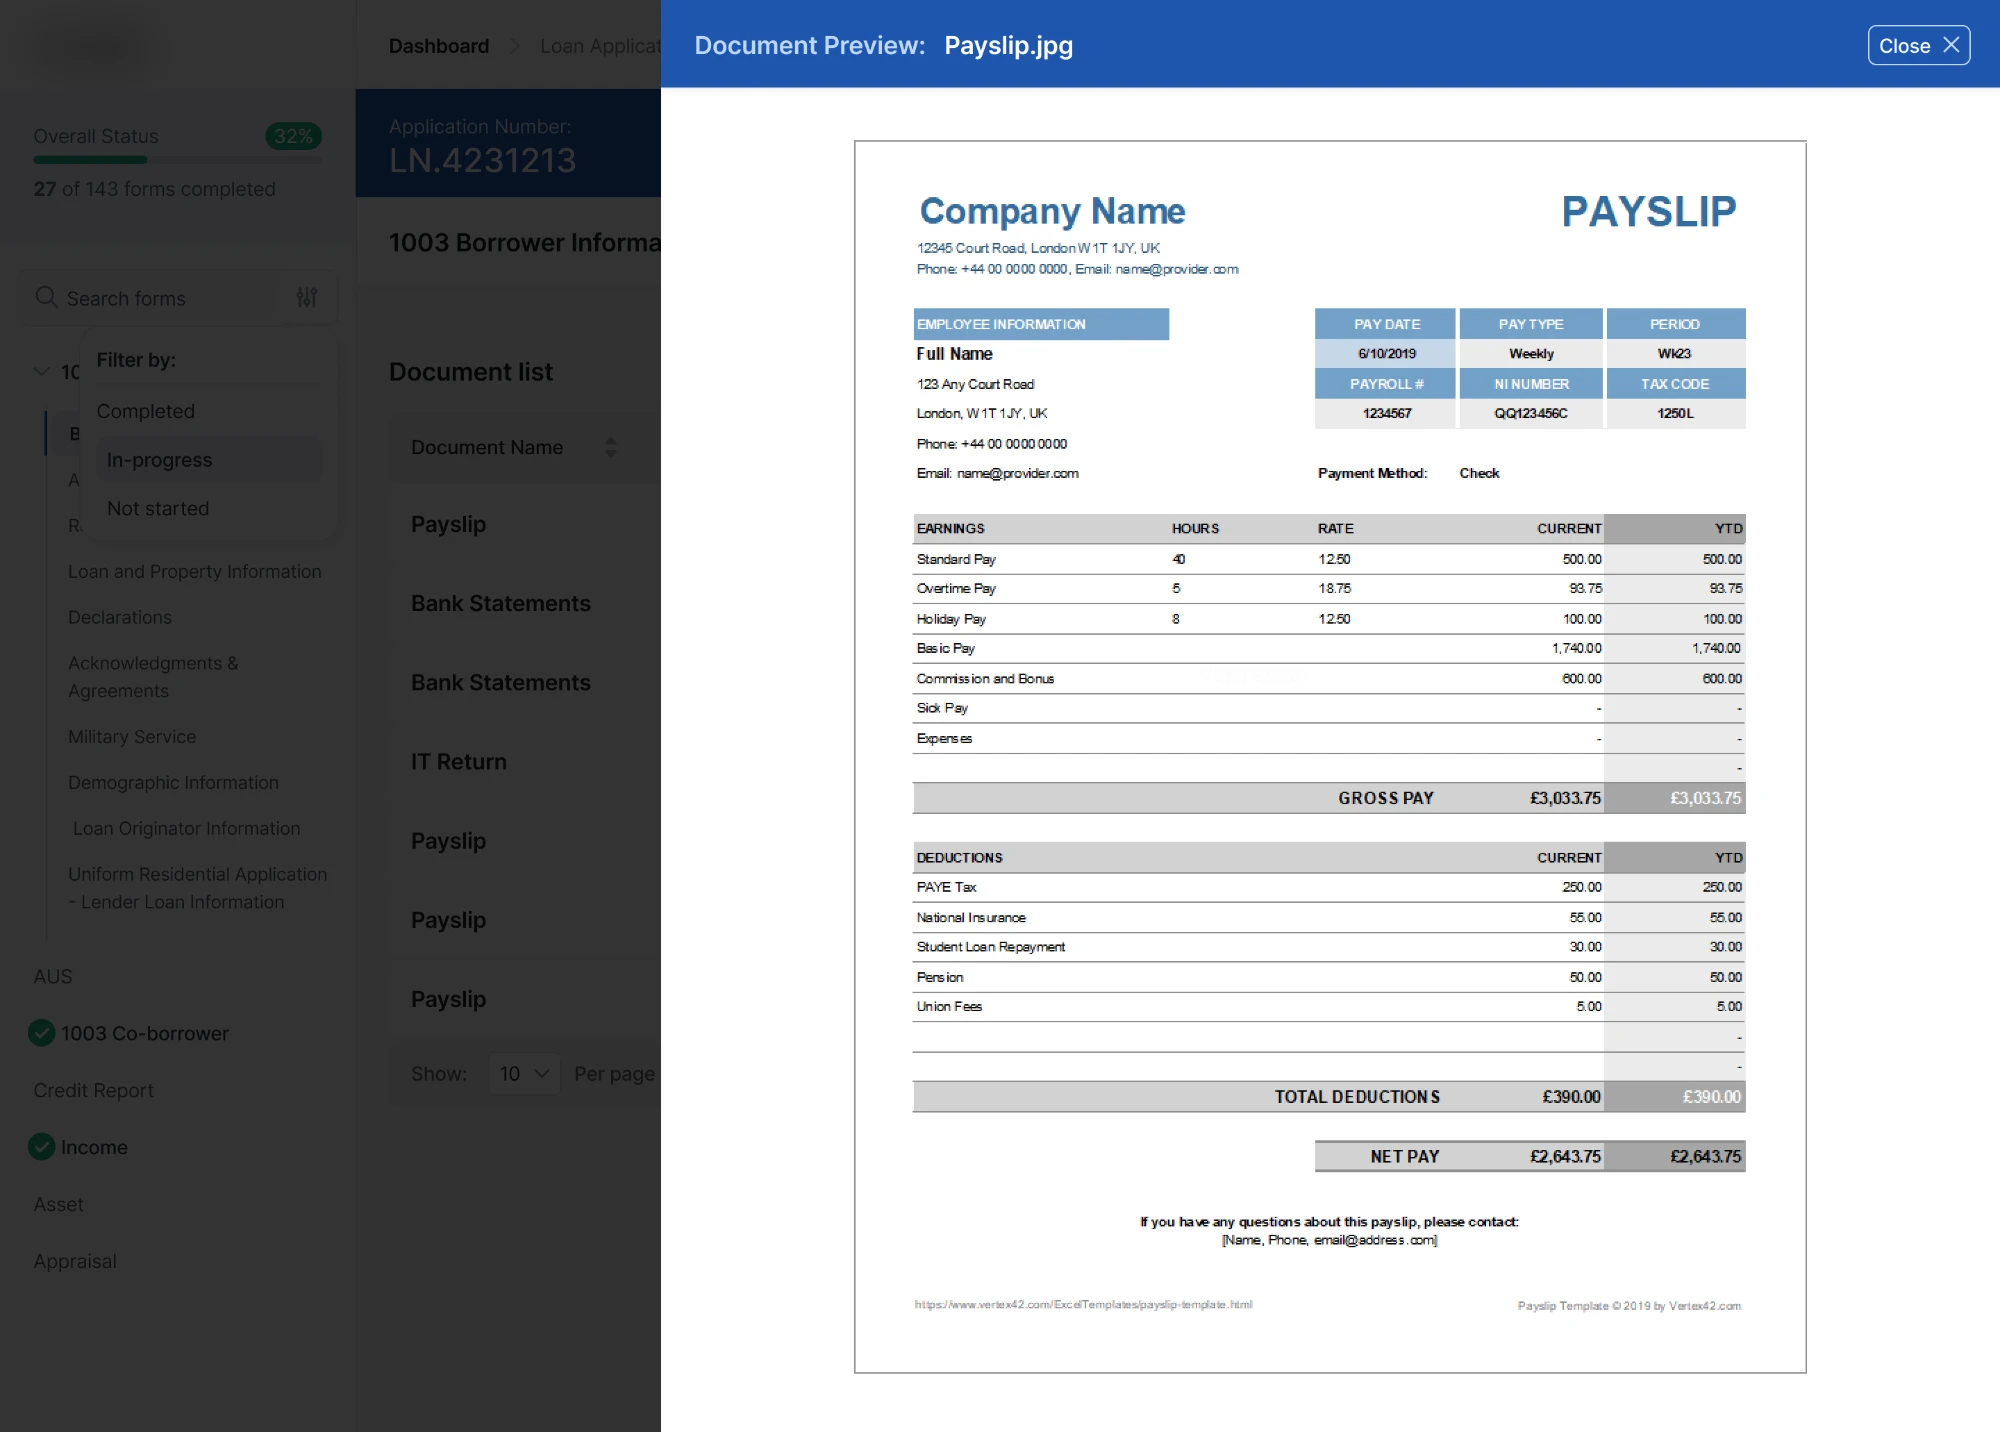 Dashboard
Loan Applicat
Overall Status
32%
27 of 143 forms completed
Search forms
10
Filter by:
Completed
In-progress
Not started
B
A
R
Loan and Property Information
Declarations
Acknowledgments &
Agreements
Military Service
Demographic Information
Loan Originator Information
Uniform Residential Application
- Lender Loan Information
AUS
1003 Co-borrower
Credit Report
Income
Asset
Appraisal
Application Number:
LN.4231213
1003 Borrower Informa
Document list
Document Name
Payslip
Bank Statements
Bank Statements
IT Return
Payslip
Payslip
Payslip
Show: 10 Per page
Document Preview: Payslip.jpg
Close
Company Name
PAYSLIP
12345 Court Road, London W1T 1JY, UK
Phone: +44 00 0000 0000, Email: name@provider.com
EMPLOYEE INFORMATION
Full Name
123 Any Court Road
London, W1T 1JY, UK
Phone: +44 00 0000 0000
Email: name@provider.com
PAY DATE PAY TYPE PERIOD
6/10/2019 Weekly Wk23
PAYROLL # NI NUMBER TAX CODE
1234567 QQ123456C 1250L
Payment Method: Check
EARNINGS HOURS RATE CURRENT YTD
Standard Pay 40 12.50 500.00 500.00
Overtime Pay 5 18.75 93.75 93.75
Holiday Pay 8 12.50 100.00 100.00
Basic Pay 1,740.00 1,740.00
Commission and Bonus 600.00 600.00
Sick Pay - -
Expenses - -
-
GROSS PAY £3,033.75 £3,033.75
DEDUCTIONS CURRENT YTD
PAYE Tax 250.00 250.00
National Insurance 55.00 55.00
Student Loan Repayment 30.00 30.00
Pension 50.00 50.00
Union Fees 5.00 5.00
-
-
TOTAL DEDUCTIONS £390.00 £390.00
NET PAY £2,643.75 £2,643.75
If you have any questions about this payslip, please contact:
[Name, Phone, email@address.com]
https://www.vertex42.com/ExcelTemplates/payslip-template.html
Payslip Template © 2019 by Vertex42.com